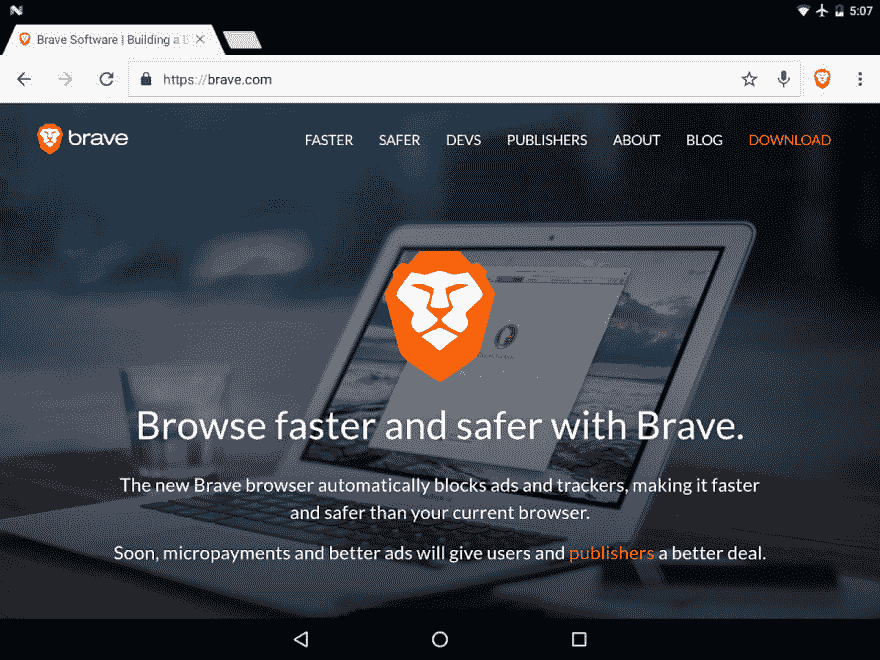 5:07
Brave Software | Building a
https://brave.com
brave
FASTER SAFER DEVS PUBLISHERS ABOUT BLOG DOWNLOAD
Browse faster and safer with Brave.
The new Brave browser automatically blocks ads and trackers, making it faster
and safer than your current browser.
Soon, micropayments and better ads will give users and publishers a better deal.